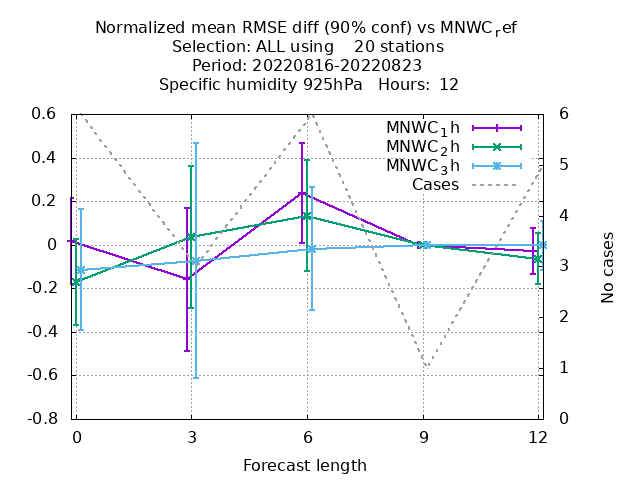 Normalized mean RMSE diff (90% conf) vs MNWC_ref
Selection: ALL using    20 stations
Period: 20220816-20220823
Specific humidity 925hPa   Hours:  12
MNWC_1h
MNWC_2h
MNWC_3h
Cases
0.6
0.4
0.2
0
-0.2
-0.4
-0.6
-0.8
6
5
4
3
2
1
0
No cases
0 3 6 9 12
Forecast length